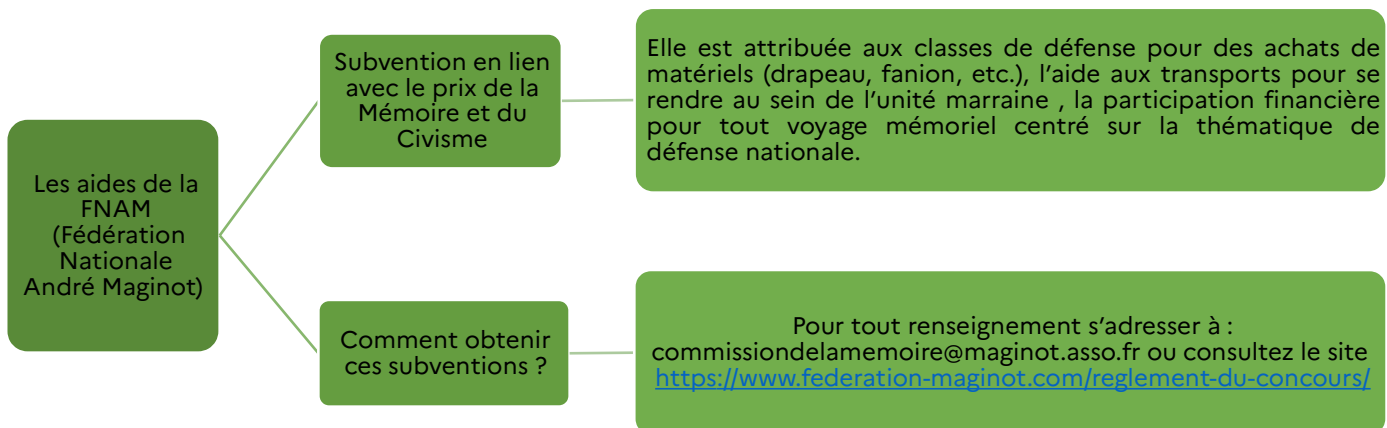 Les aides de la
FNAM
(Fédération
Nationale
André Maginot)
Subvention en lien
avec le prix de la
Mémoire et du
Civisme
Elle est attribuée aux classes de défense pour des achats de
matériels (drapeau, fanion, etc.), l’aide aux transports pour se
rendre au sein de l’unité marraine , la participation financière
pour tout voyage mémoriel centré sur la thématique de
défense nationale.
Comment obtenir
ces subventions ?
Pour tout renseignement s’adresser à :
commissiondelamemoire@maginot.asso.fr ou consultez le site
https://www.federation-maginot.com/reglement-du-concours/